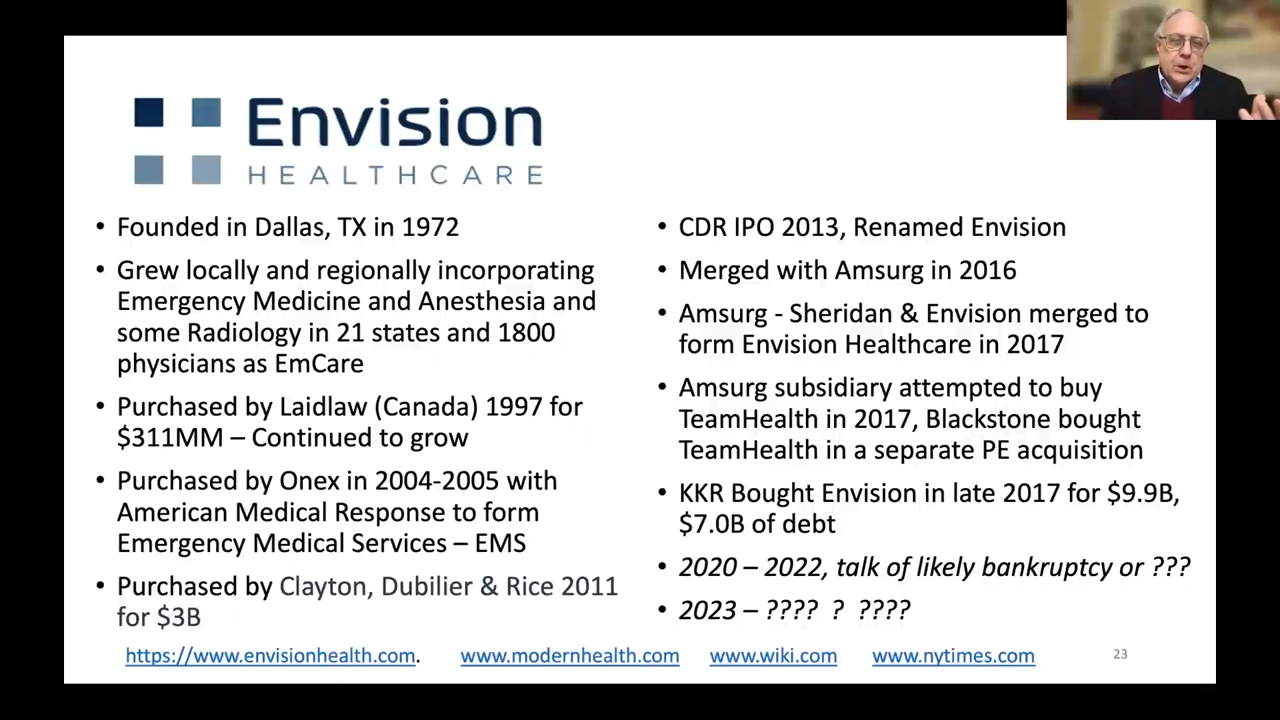 Envision
HEALTHCARE
• Founded in Dallas, TX in 1972
• Grew locally and regionally incorporating
Emergency Medicine and Anesthesia and
some Radiology in 21 states and 1800
physicians as EmCare
• Purchased by Laidlaw (Canada) 1997 for
$311MM – Continued to grow
• Purchased by Onex in 2004-2005 with
American Medical Response to form
Emergency Medical Services – EMS
• Purchased by Clayton, Dubilier & Rice 2011
for $3B
• CDR IPO 2013, Renamed Envision
• Merged with Amsurg in 2016
• Amsurg - Sheridan & Envision merged to
form Envision Healthcare in 2017
• Amsurg subsidiary attempted to buy
TeamHealth in 2017, Blackstone bought
TeamHealth in a separate PE acquisition
• KKR Bought Envision in late 2017 for $9.9B,
$7.0B of debt
• 2020 – 2022, talk of likely bankruptcy or ???
• 2023 – ???? ? ????
https://www.envisionhealth.com. www.modernhealth.com www.wiki.com www.nytimes.com 23